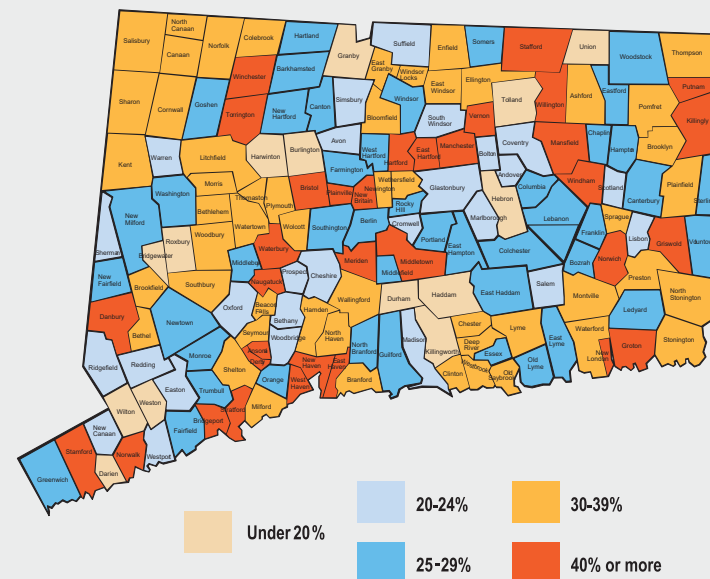 North
Canaan
Salisbury
Canaan
Norfolk
Colebrook
Hartland
Suffield
Granby
East
Granby
Enfield
Somers
Stafford
Union
Woodstock
Thompson
Winchester
Barkhamsted
Windsor
Locks
East
Windsor
Ellington
Tolland
Willington
Ashford
Eastford
Pomfret
Putnam
Killingly
Sharon
Cornwall
Goshen
Torrington
New
Hartford
Canton
Simsbury
Bloomfield
Windsor
South
Windsor
Vernon
Coventry
Mansfield
Chaplin
Hampton
Brooklyn
Kent
Warren
Litchfield
Harwinton
Burlington
Avon
West
Hartford
Hartford
East
Hartford
Manchester
Bolton
Andover
Columbia
Windham
Scotland
Canterbury
Plainfield
Sterlin
Farmington
Morris
Washington
New
Milford
Bethlehem
Thomaston
Watertown
Plymouth
Bristol
Plainville
New
Britain
Newington
Wethersfield
Rocky
Hill
Glastonbury
Hebron
Marlborough
Lebanon
Franklin
Sprague
Lisbon
Griswold
Volunto
Sherman
Roxbury
Bridgewater
Woodbury
Wolcott
Southington
Berlin
Cromwell
Portland
East
Hampton
Colchester
Bozrah
Norwich
Preston
North
Stonington
New
Fairfield
Brookfield
Southbury
Middlebury
Waterbury
Naugatuck
Prospect
Cheshire
Meriden
Middletown
Middlefield
Durham
Haddam
East Haddam
Salem
Montville
Ledyard
Danbury
Bethel
Newtown
Oxford
Beacon
Falls
Bethany
Hamden
Wallingford
North
Haven
Chester
Lyme
Deep
River
Essex
Waterford
East
Lyme
New
London
Groton
Stonington
Ridgefield
Redding
Monroe
Seymour
Woodbridge
Ansonia
Derby
Shelton
New
Haven
East
Haven
North
Branford
Guilford
Madison
Killingworth
Clinton
Westbrook
Old
Saybrook
Old
Lyme
Easton
Trumbull
Orange
West
Haven
Branford
Weston
Wilton
Milford
Stratford
Bridgeport
Fairfield
New
Canaan
Norwalk
Westport
Stamford
Darien
Greenwich
Under 20%
20-24%
25-29%
30-39%
40% or more